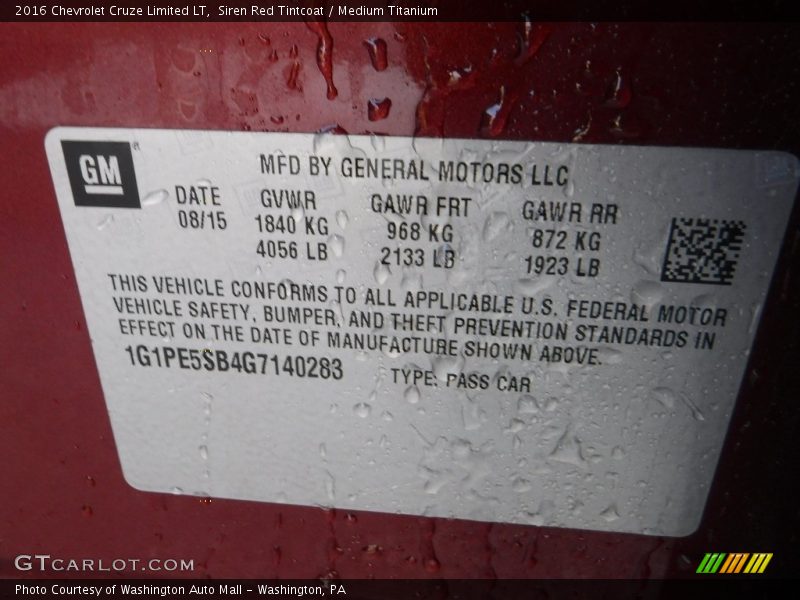 2016 Chevrolet Cruze Limited LT, Siren Red Tintcoat / Medium Titanium
GM
MFD BY GENERAL MOTORS LLC
DATE GVWR GAWR FRT GAWR RR
08/15 1840 KG 968 KG 872 KG
4056 LB 2133 LB 1923 LB
THIS VEHICLE CONFORMS TO ALL APPLICABLE U.S. FEDERAL MOTOR
VEHICLE SAFETY, BUMPER, AND THEFT PREVENTION STANDARDS IN
EFFECT ON THE DATE OF MANUFACTURE SHOWN ABOVE.
1G1PE5SB4G7140283 TYPE: PASS CAR
GTCARLOT.COM
Photo Courtesy of Washington Auto Mall - Washington, PA